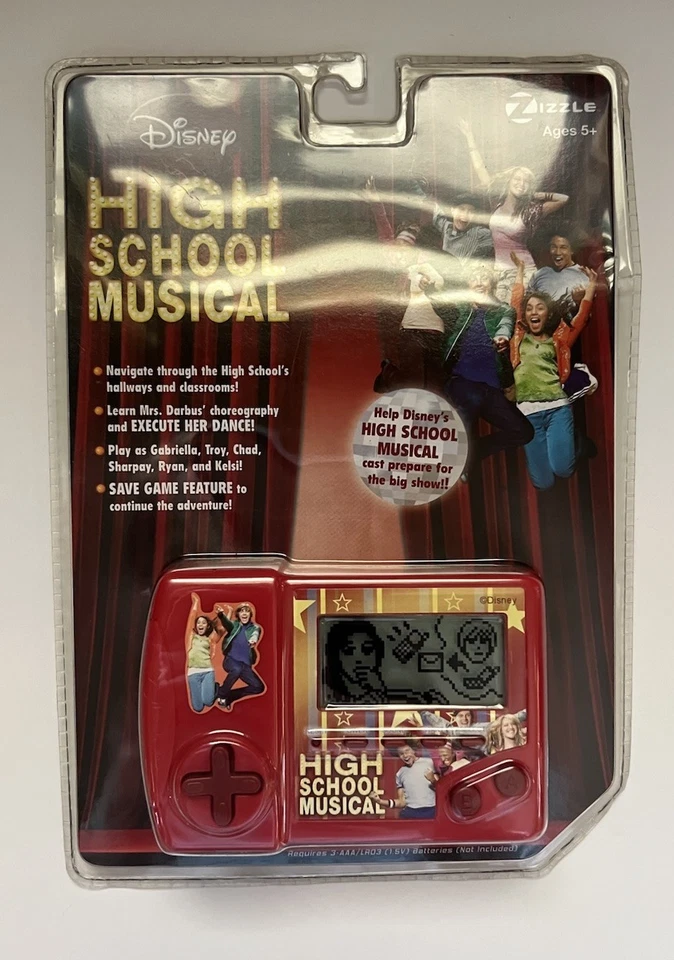 Disney
ZIZZLE
Ages 5+
HIGH
SCHOOL
MUSICAL
Navigate through the High School's
hallways and classrooms!
Learn Mrs. Darbus' choreography
and EXECUTE HER DANCE!
Play as Gabriella, Troy, Chad,
Sharpay, Ryan, and Kelsi!
SAVE GAME FEATURE to
continue the adventure!
Help Disney's
HIGH SCHOOL
MUSICAL
cast prepare for
the big show!!
©Disney
HIGH
SCHOOL
MUSICAL
Requires 3 AAA/LR03 (1.5V) Batteries (Not Included)